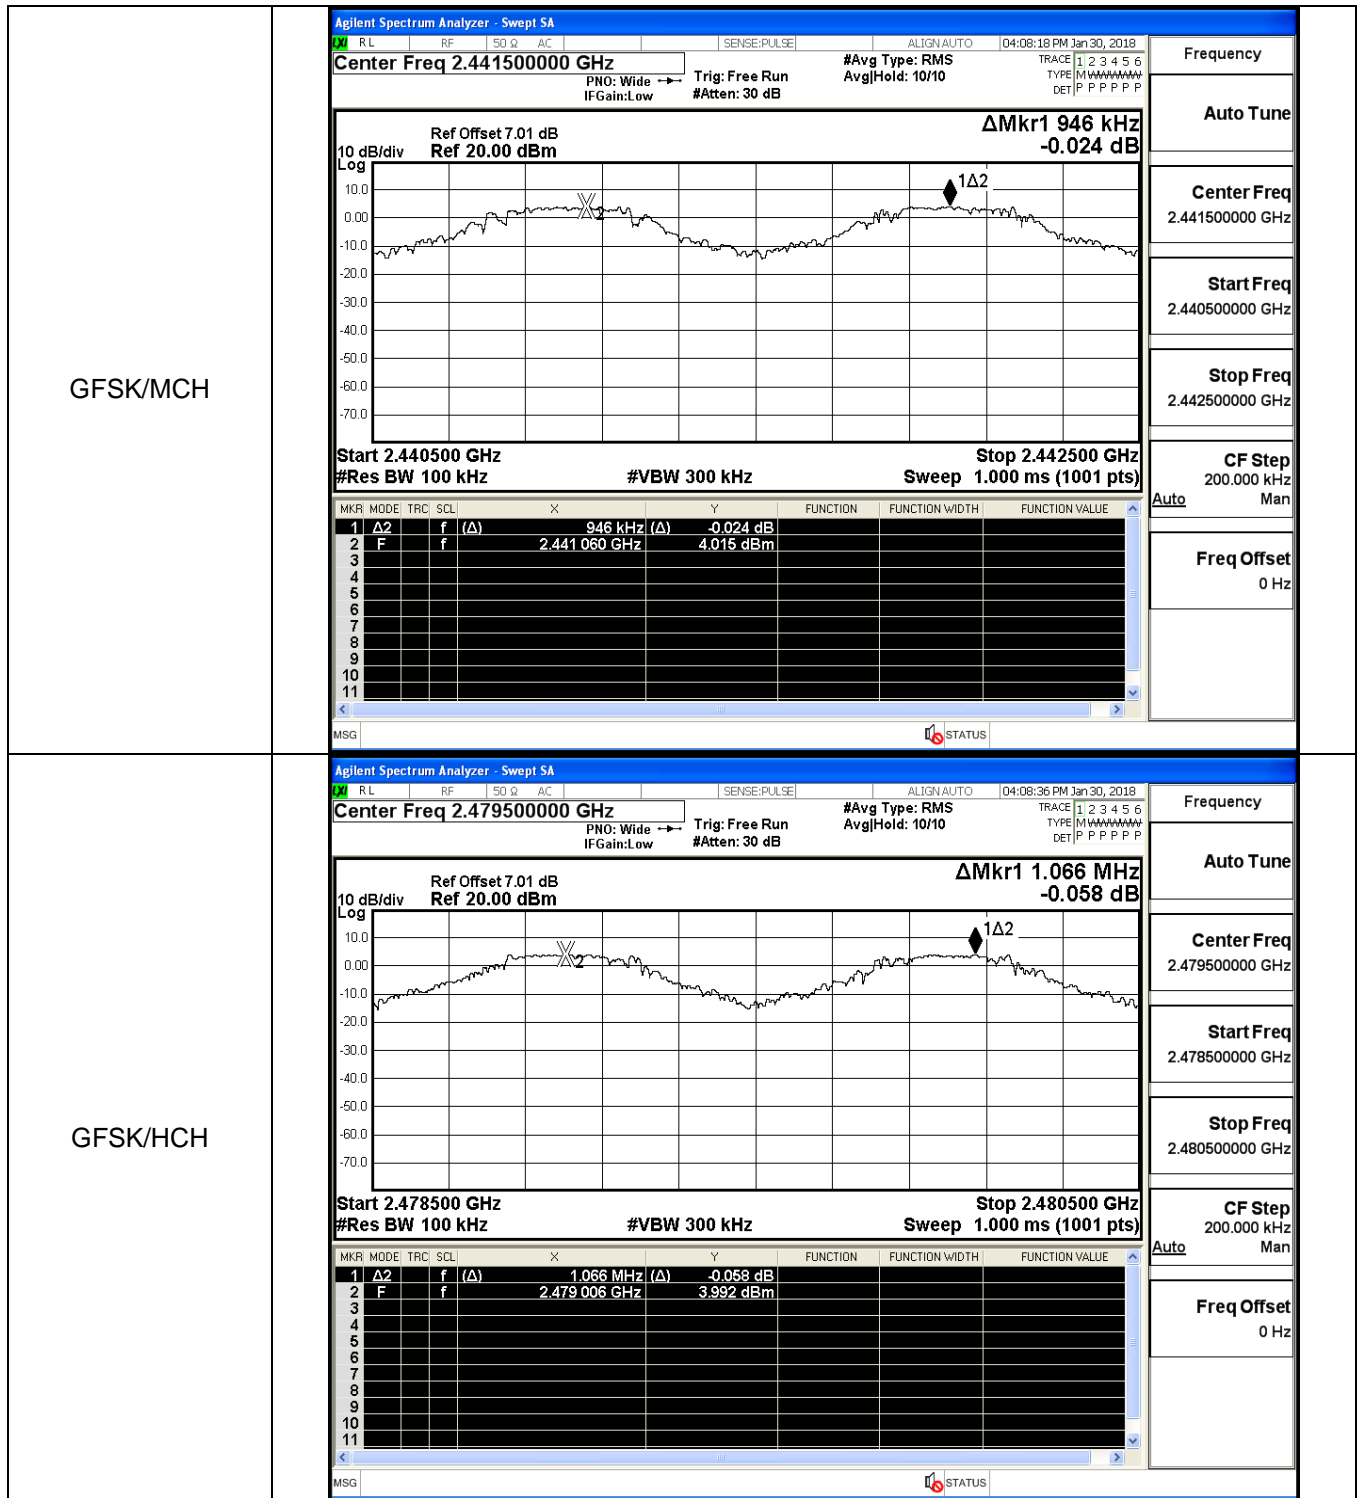 GFSK/MCH
Agilent Spectrum Analyzer - Swept SA
LXI RL RF 50 Ω AC SENSE:PULSE ALIGNAUTO 04:08:18 PM Jan 30, 2018
Center Freq 2.441500000 GHz
PNO: Wide
IFGain:Low
Trig: Free Run
#Atten: 30 dB
#Avg Type: RMS
Avg|Hold: 10/10
TRACE 1 2 3 4 5 6
TYPE M WWWWW
DET P P P P P P
Ref Offset 7.01 dB
10 dB/div Ref 20.00 dBm
Log
ΔMkr1 946 kHz
-0.024 dB
10.0
0.00
-10.0
-20.0
-30.0
-40.0
-50.0
-60.0
-70.0
2
1Δ2
Start 2.440500 GHz Stop 2.442500 GHz
#Res BW 100 kHz #VBW 300 kHz Sweep 1.000 ms (1001 pts)
MKR MODE TRC SCL X Y FUNCTION FUNCTION WIDTH FUNCTION VALUE
1 Δ2 f (Δ) 946 kHz (Δ) -0.024 dB
2 F f 2.441 060 GHz 4.015 dBm
3
4
5
6
7
8
9
10
11
MSG STATUS
Frequency
Auto Tune
Center Freq
2.441500000 GHz
Start Freq
2.440500000 GHz
Stop Freq
2.442500000 GHz
CF Step
200.000 kHz
Auto Man
Freq Offset
0 Hz
GFSK/HCH
Agilent Spectrum Analyzer - Swept SA
LXI RL RF 50 Ω AC SENSE:PULSE ALIGNAUTO 04:08:36 PM Jan 30, 2018
Center Freq 2.479500000 GHz
PNO: Wide
IFGain:Low
Trig: Free Run
#Atten: 30 dB
#Avg Type: RMS
Avg|Hold: 10/10
TRACE 1 2 3 4 5 6
TYPE M WWWWW
DET P P P P P P
Ref Offset 7.01 dB
10 dB/div Ref 20.00 dBm
Log
ΔMkr1 1.066 MHz
-0.058 dB
10.0
0.00
-10.0
-20.0
-30.0
-40.0
-50.0
-60.0
-70.0
2
1Δ2
Start 2.478500 GHz Stop 2.480500 GHz
#Res BW 100 kHz #VBW 300 kHz Sweep 1.000 ms (1001 pts)
MKR MODE TRC SCL X Y FUNCTION FUNCTION WIDTH FUNCTION VALUE
1 Δ2 f (Δ) 1.066 MHz (Δ) -0.058 dB
2 F f 2.479 006 GHz 3.992 dBm
3
4
5
6
7
8
9
10
11
MSG STATUS
Frequency
Auto Tune
Center Freq
2.479500000 GHz
Start Freq
2.478500000 GHz
Stop Freq
2.480500000 GHz
CF Step
200.000 kHz
Auto Man
Freq Offset
0 Hz